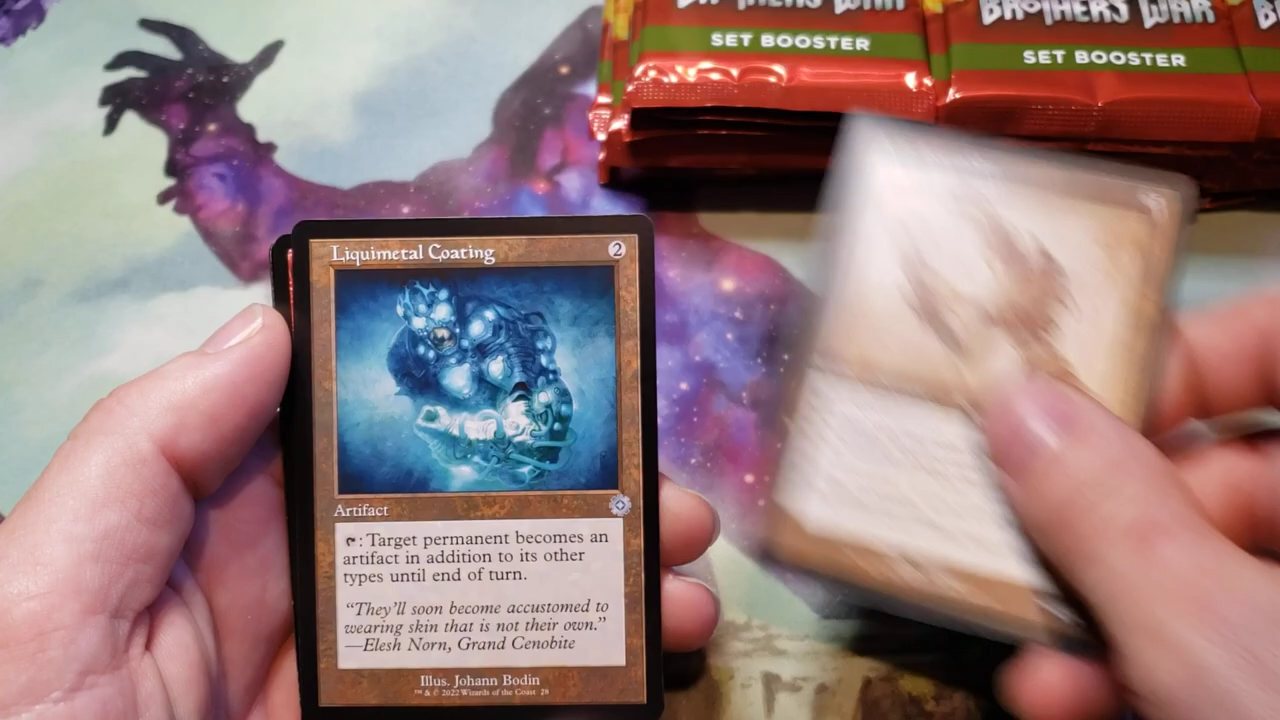 BROTHERS WAR
SET BOOSTER
BROTHERS WAR
SET BOOSTER
Liquimetal Coating
2
Artifact
: Target permanent becomes an
artifact in addition to its other
types until end of turn.
“They’ll soon become accustomed to
wearing skin that is not their own.”
—Elesh Norn, Grand Cenobite
Illus. Johann Bodin
™ & © 2022 Wizards of the Coast 28